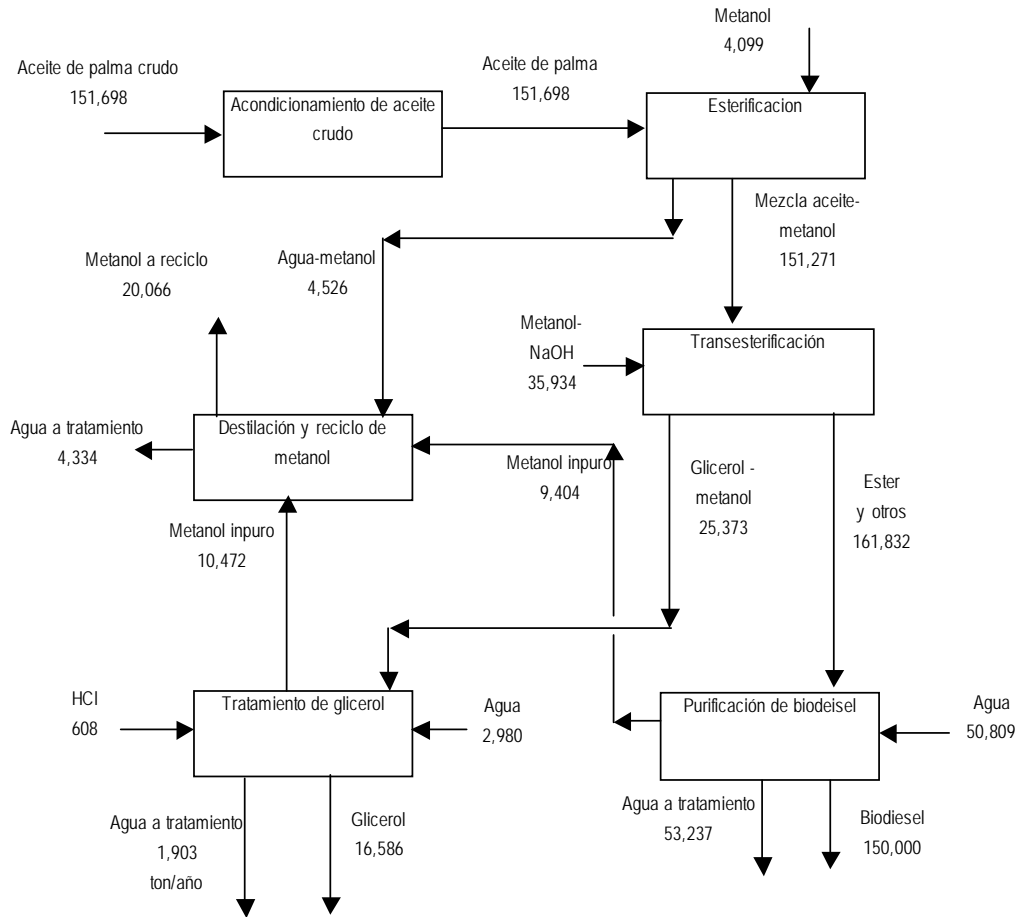 Metanol
4,099
Aceite de palma crudo
151,698
Aceite de palma
151,698
Acondicionamiento de aceite
crudo
Esterificacion
Mezcla aceite-
metanol
151,271
Agua-metanol
4,526
Metanol a reciclo
20,066
Metanol-
NaOH
35,934
Transesterificación
Agua a tratamiento
4,334
Destilación y reciclo de
metanol
Metanol inpuro
9,404
Glicerol -
metanol
25,373
Ester
y otros
161,832
Metanol inpuro
10,472
HCl
608
Tratamiento de glicerol
Agua
2,980
Purificación de biodeisel
Agua
50,809
Agua a tratamiento
1,903
ton/año
Glicerol
16,586
Agua a tratamiento
53,237
Biodiesel
150,000